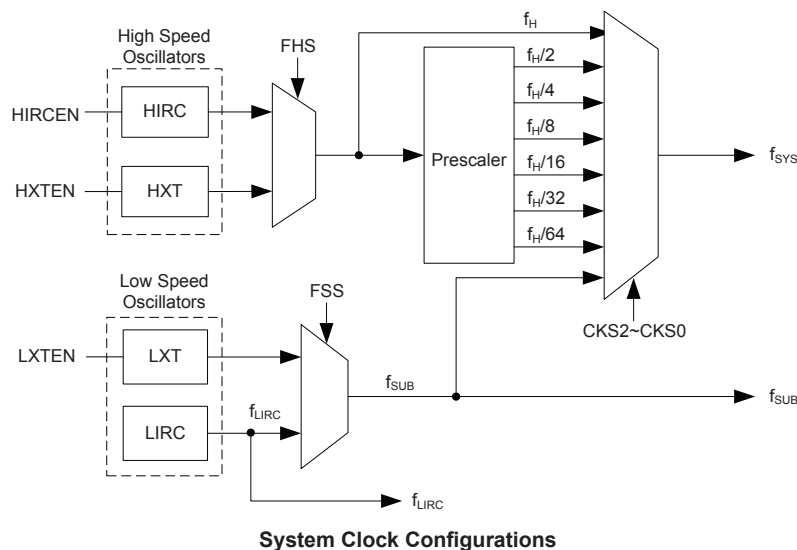 High Speed
Oscillators
FHS
HIRCEN
HIRC
HXTEN
HXT
Prescaler
fH
fH/2
fH/4
fH/8
fH/16
fH/32
fH/64
fSYS
CKS2~CKS0
Low Speed
Oscillators
FSS
LXTEN
LXT
LIRC
fLIRC
fSUB
fSUB
fLIRC
System Clock Configurations